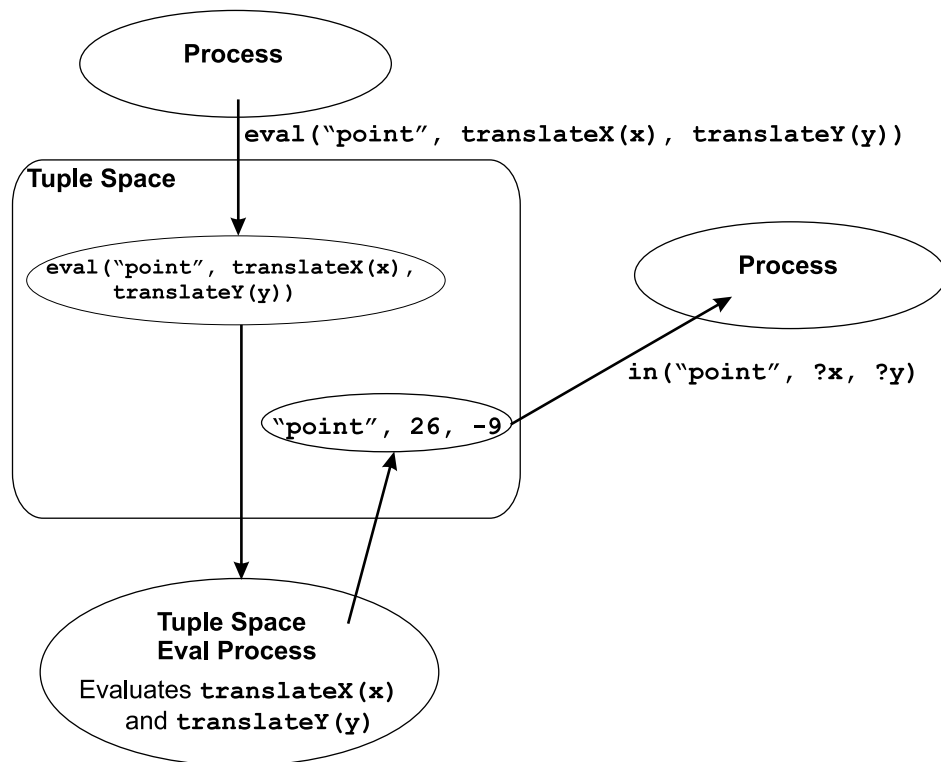 Process
eval(“point”, translateX(x), translateY(y))
Tuple Space
eval(“point”, translateX(x),
translateY(y))
Process
in(“point”, ?x, ?y)
“point”, 26, -9
Tuple Space
Eval Process
Evaluates translateX(x)
and translateY(y)